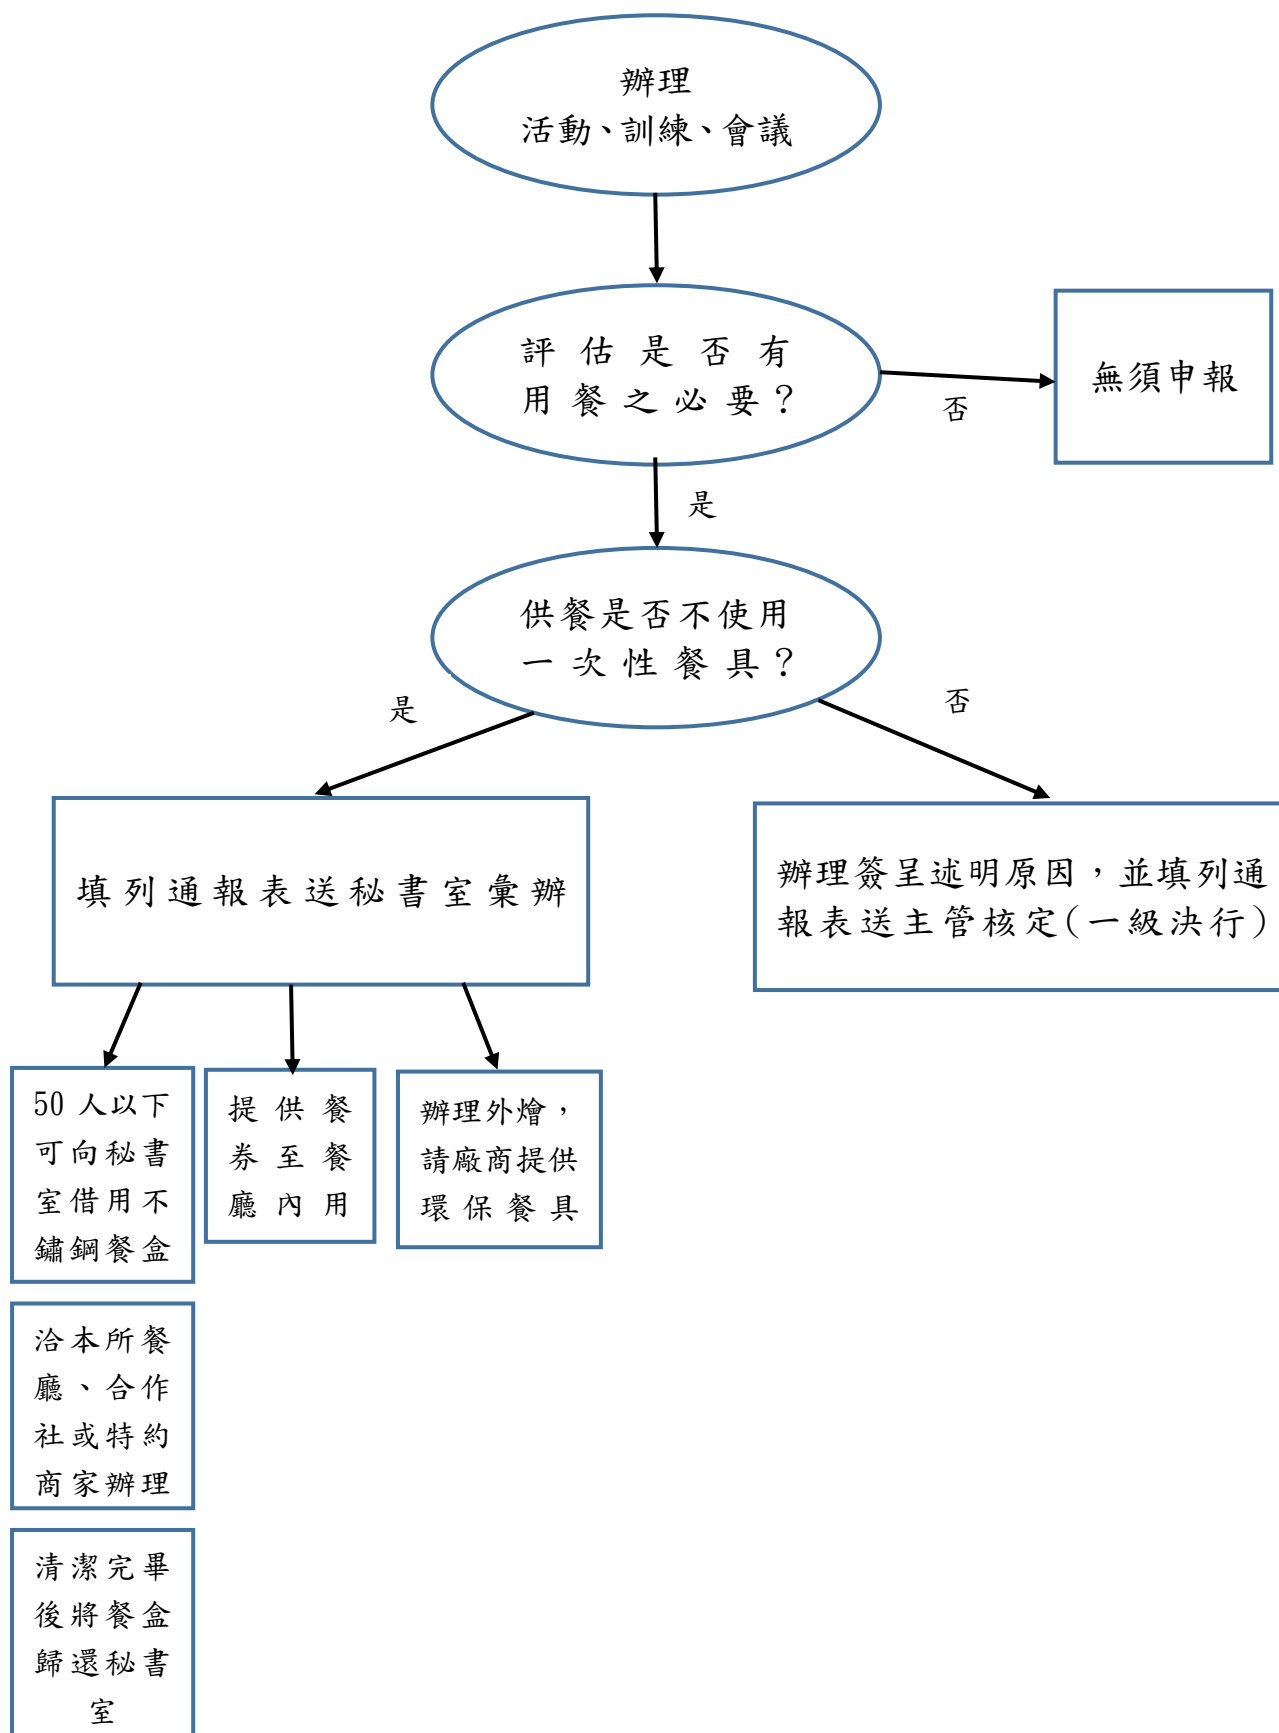 辦理
活動、訓練、會議
評估是否有
用餐之必要？
無須申報
否
是
供餐是否不使用
一次性餐具？
是
否
填列通報表送秘書室彙辦
辦理簽呈述明原因，並填列通
報表送主管核定(一級決行)
50 人以下
可向秘書
室借用不
鏽鋼餐盒
提供餐
券至餐
廳內用
辦理外燴，
請廠商提供
環保餐具
洽本所餐
廳、合作
社或特約
商家辦理
清潔完畢
後將餐盒
歸還秘書
室